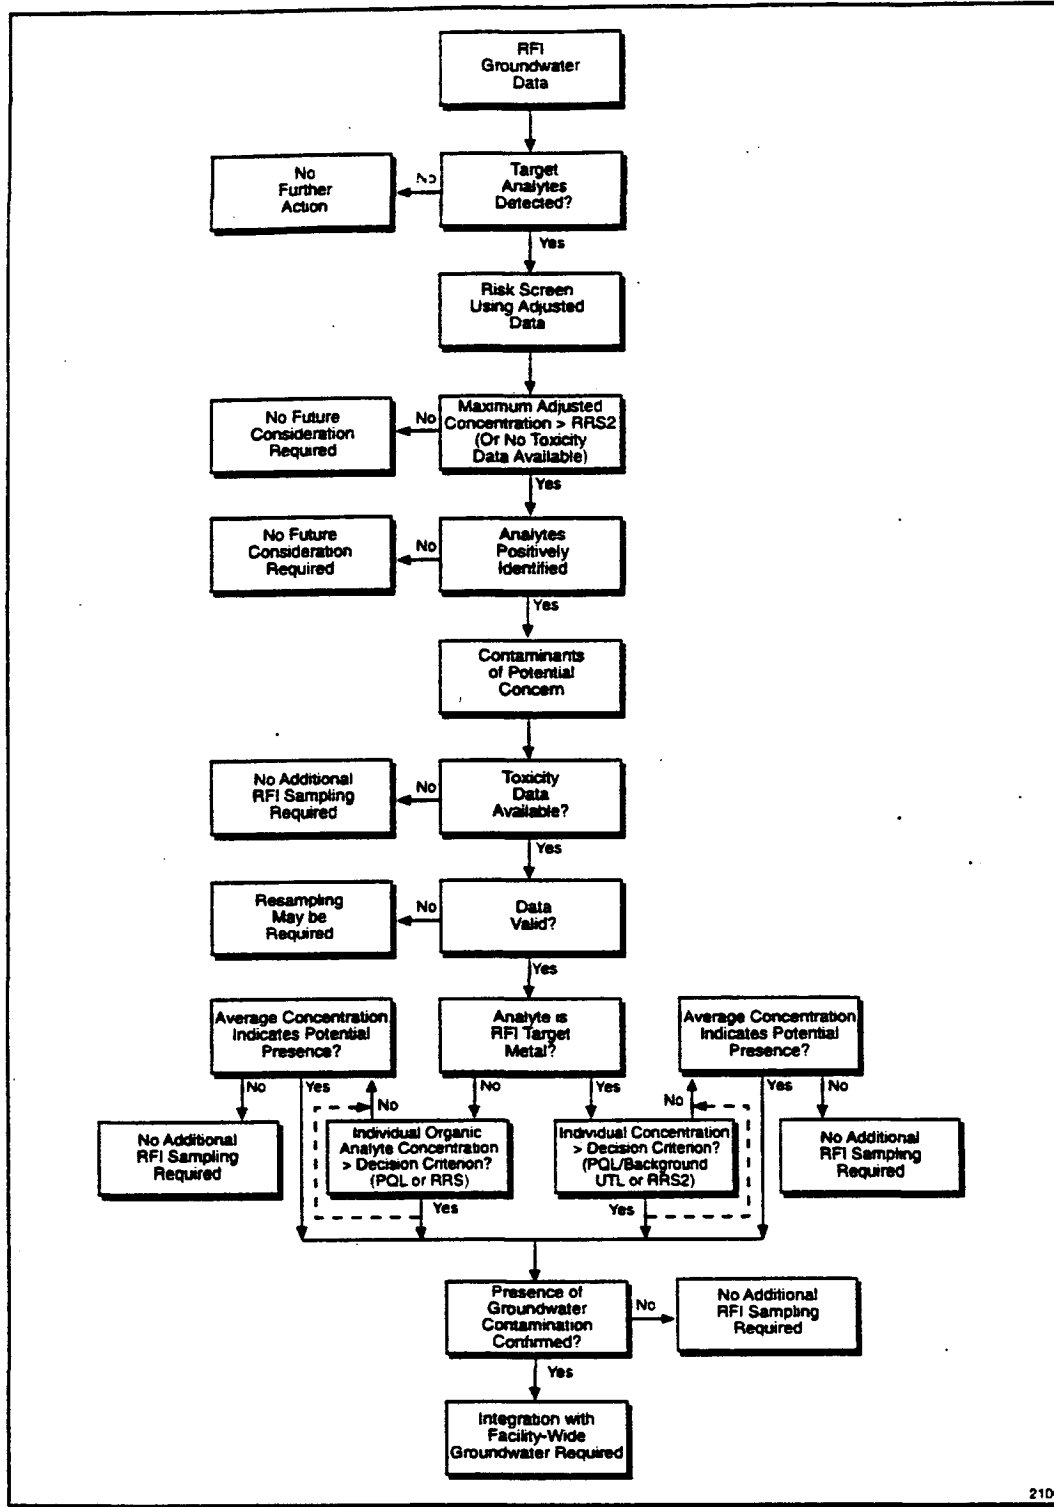 RFI
Groundwater
Data
No
Further
Action
No
Target
Analytes
Detected?
Yes
Risk Screen
Using Adjusted
Data
No Future
Consideration
Required
No
Maximum Adjusted
Concentration > RRS2
(Or No Toxicity
Data Available)
Yes
No Future
Consideration
Required
No
Analytes
Positively
Identified
Yes
Contaminants
of Potential
Concern
No Additional
RFI Sampling
Required
No
Toxicity
Data
Available?
Yes
Resampling
May be
Required
No
Data
Valid?
Yes
Average Concentration
Indicates Potential
Presence?
Analyte is
RFI Target
Metal?
Average Concentration
Indicates Potential
Presence?
No
Yes
No
No
Yes
No
Yes
No
No Additional
RFI Sampling
Required
Individual Organic
Analyte Concentration
> Decision Criterion?
(PQL or RRS)
Individual Concentration
> Decision Criterion?
(PQL/Background
UTL or RRS2)
No Additional
RFI Sampling
Required
Yes
Yes
Presence of
Groundwater
Contamination
Confirmed?
No
No Additional
RFI Sampling
Required
Yes
Integration with
Facility-Wide
Groundwater Required
210